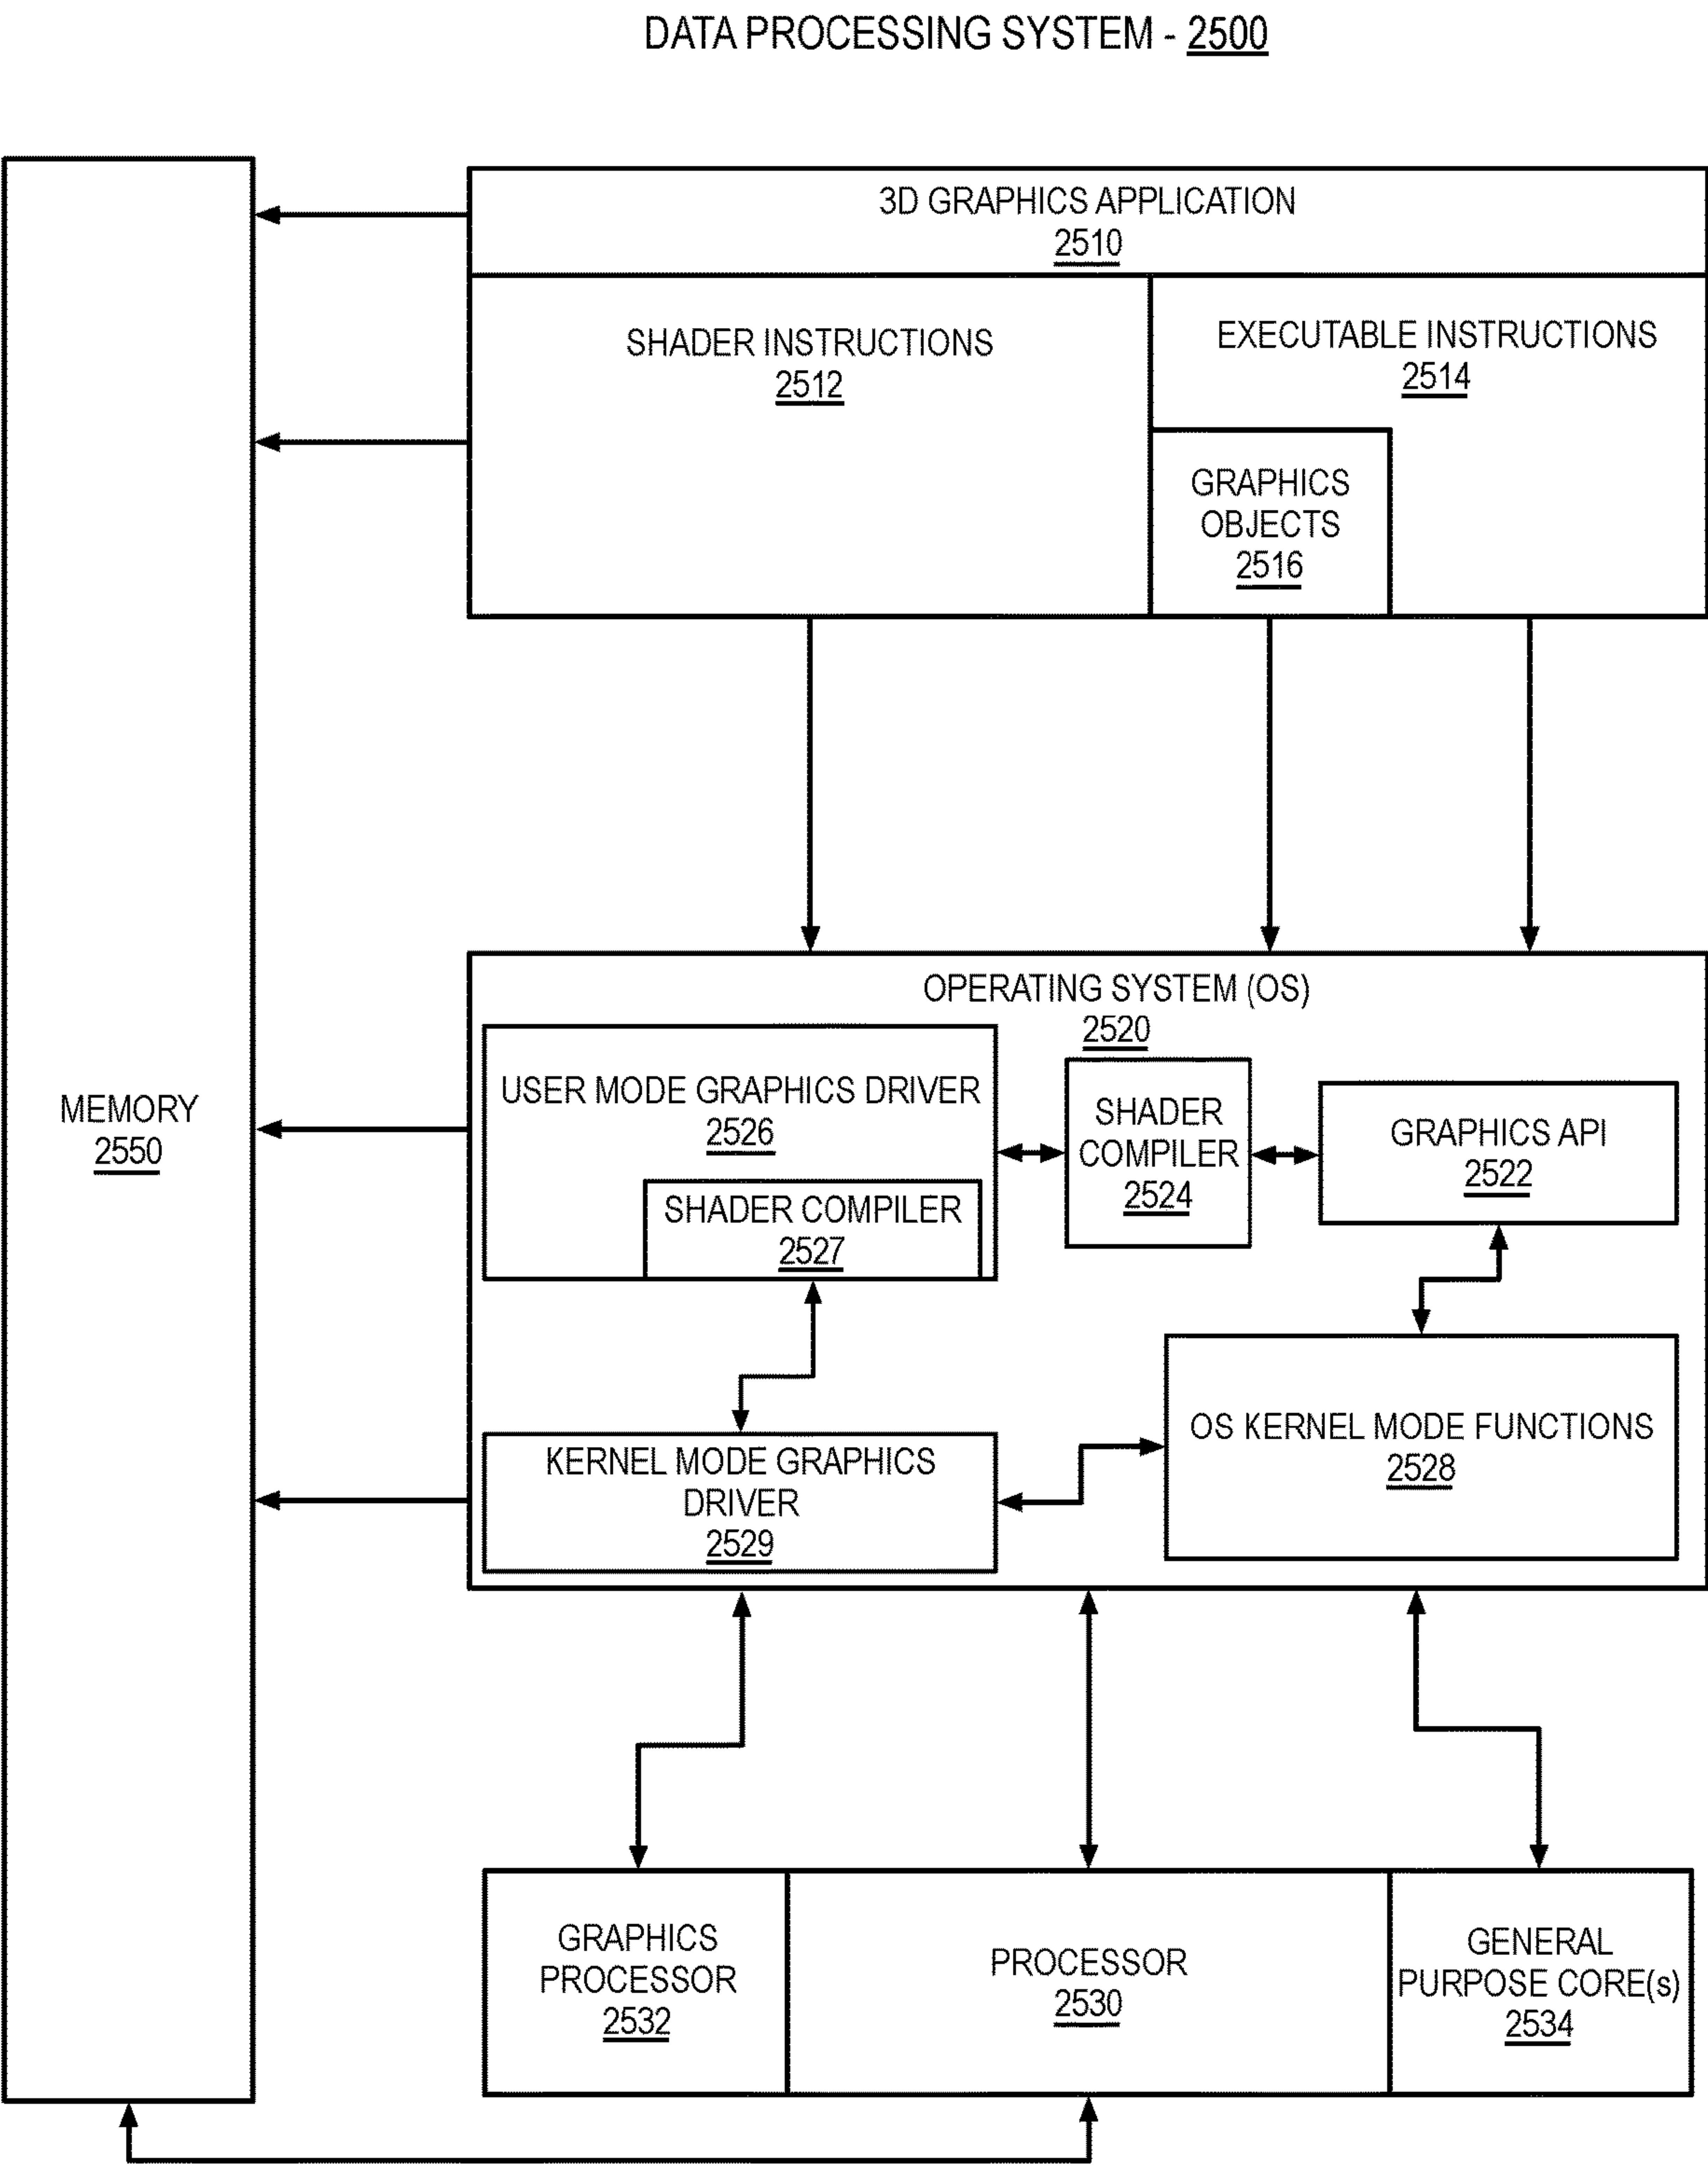 DATA PROCESSING SYSTEM - 2500
3D GRAPHICS APPLICATION
2510
SHADER INSTRUCTIONS
2512
EXECUTABLE INSTRUCTIONS
2514
GRAPHICS
OBJECTS
2516
MEMORY
2550
OPERATING SYSTEM (OS)
2520
USER MODE GRAPHICS DRIVER
2526
SHADER COMPILER
2527
SHADER
COMPILER
2524
GRAPHICS API
2522
KERNEL MODE GRAPHICS
DRIVER
2529
OS KERNEL MODE FUNCTIONS
2528
GRAPHICS
PROCESSOR
2532
PROCESSOR
2530
GENERAL
PURPOSE CORE(s)
2534